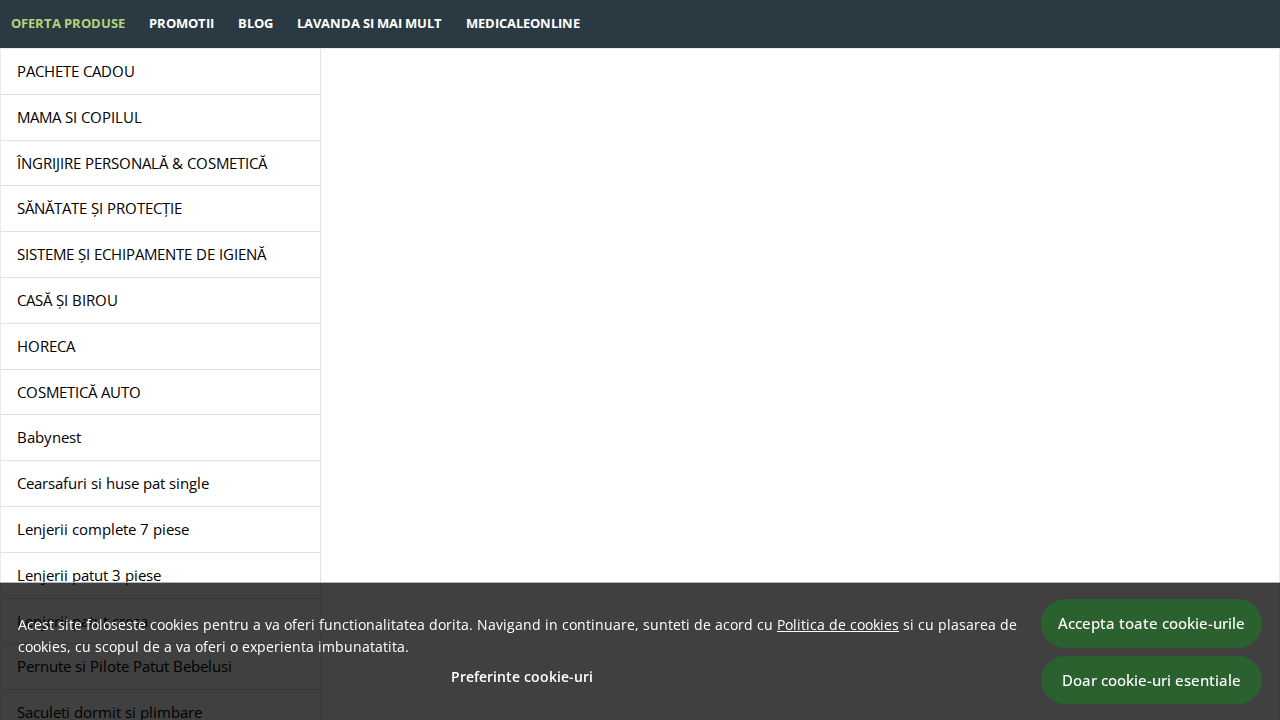 OFERTA PRODUSE PROMOTII BLOG LAVANDA SI MAI MULT MEDICALEONLINE
PACHETE CADOU
MAMA SI COPILUL
ÎNGRIJIRE PERSONALĂ & COSMETICĂ
SĂNĂTATE ȘI PROTECȚIE
SISTEME ȘI ECHIPAMENTE DE IGIENĂ
CASĂ ȘI BIROU
HORECA
COSMETICĂ AUTO
Babynest
Cearsafuri si huse pat single
Lenjerii complete 7 piese
Lenjerii patut 3 piese
Acest site foloseste cookies pentru a va oferi functionalitatea dorita. Navigand in continuare, sunteti de acord cu Politica de cookies si cu plasarea de
cookies, cu scopul de a va oferi o experienta imbunatatita.
Preferinte cookie-uri
Accepta toate cookie-urile
Doar cookie-uri esentiale
Pernute si Pilote Patut Bebelusi
Saculeti dormit si plimbare